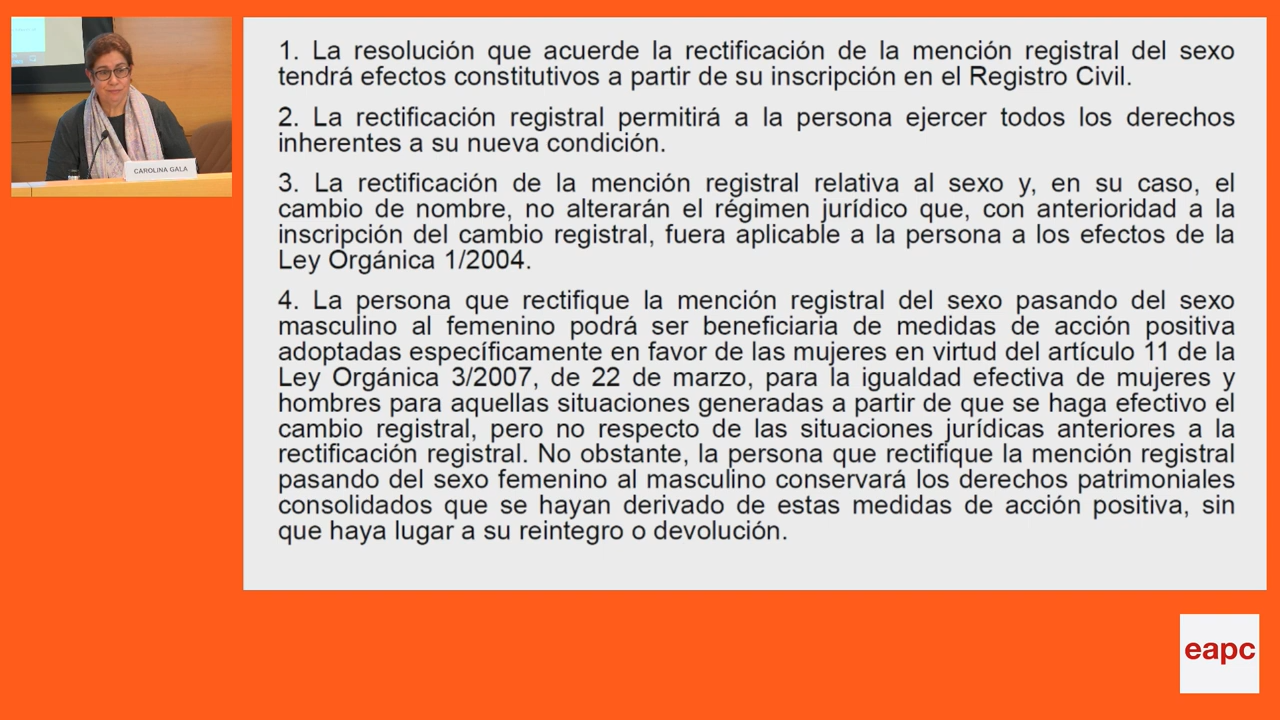 CAROLINA GALA
1. La resolución que acuerde la rectificación de la mención registral del sexo
tendrá efectos constitutivos a partir de su inscripción en el Registro Civil.
2. La rectificación registral permitirá a la persona ejercer todos los derechos
inherentes a su nueva condición.
3. La rectificación de la mención registral relativa al sexo y, en su caso, el
cambio de nombre, no alterarán el régimen jurídico que, con anterioridad a la
inscripción del cambio registral, fuera aplicable a la persona a los efectos de la
Ley Orgánica 1/2004.
4. La persona que rectifique la mención registral del sexo pasando del sexo
masculino al femenino podrá ser beneficiaria de medidas de acción positiva
adoptadas específicamente en favor de las mujeres en virtud del artículo 11 de la
Ley Orgánica 3/2007, de 22 de marzo, para la igualdad efectiva de mujeres y
hombres para aquellas situaciones generadas a partir de que se haga efectivo el
cambio registral, pero no respecto de las situaciones jurídicas anteriores a la
rectificación registral. No obstante, la persona que rectifique la mención registral
pasando del sexo femenino al masculino conservará los derechos patrimoniales
consolidados que se hayan derivado de estas medidas de acción positiva, sin
que haya lugar a su reintegro o devolución.
eapc